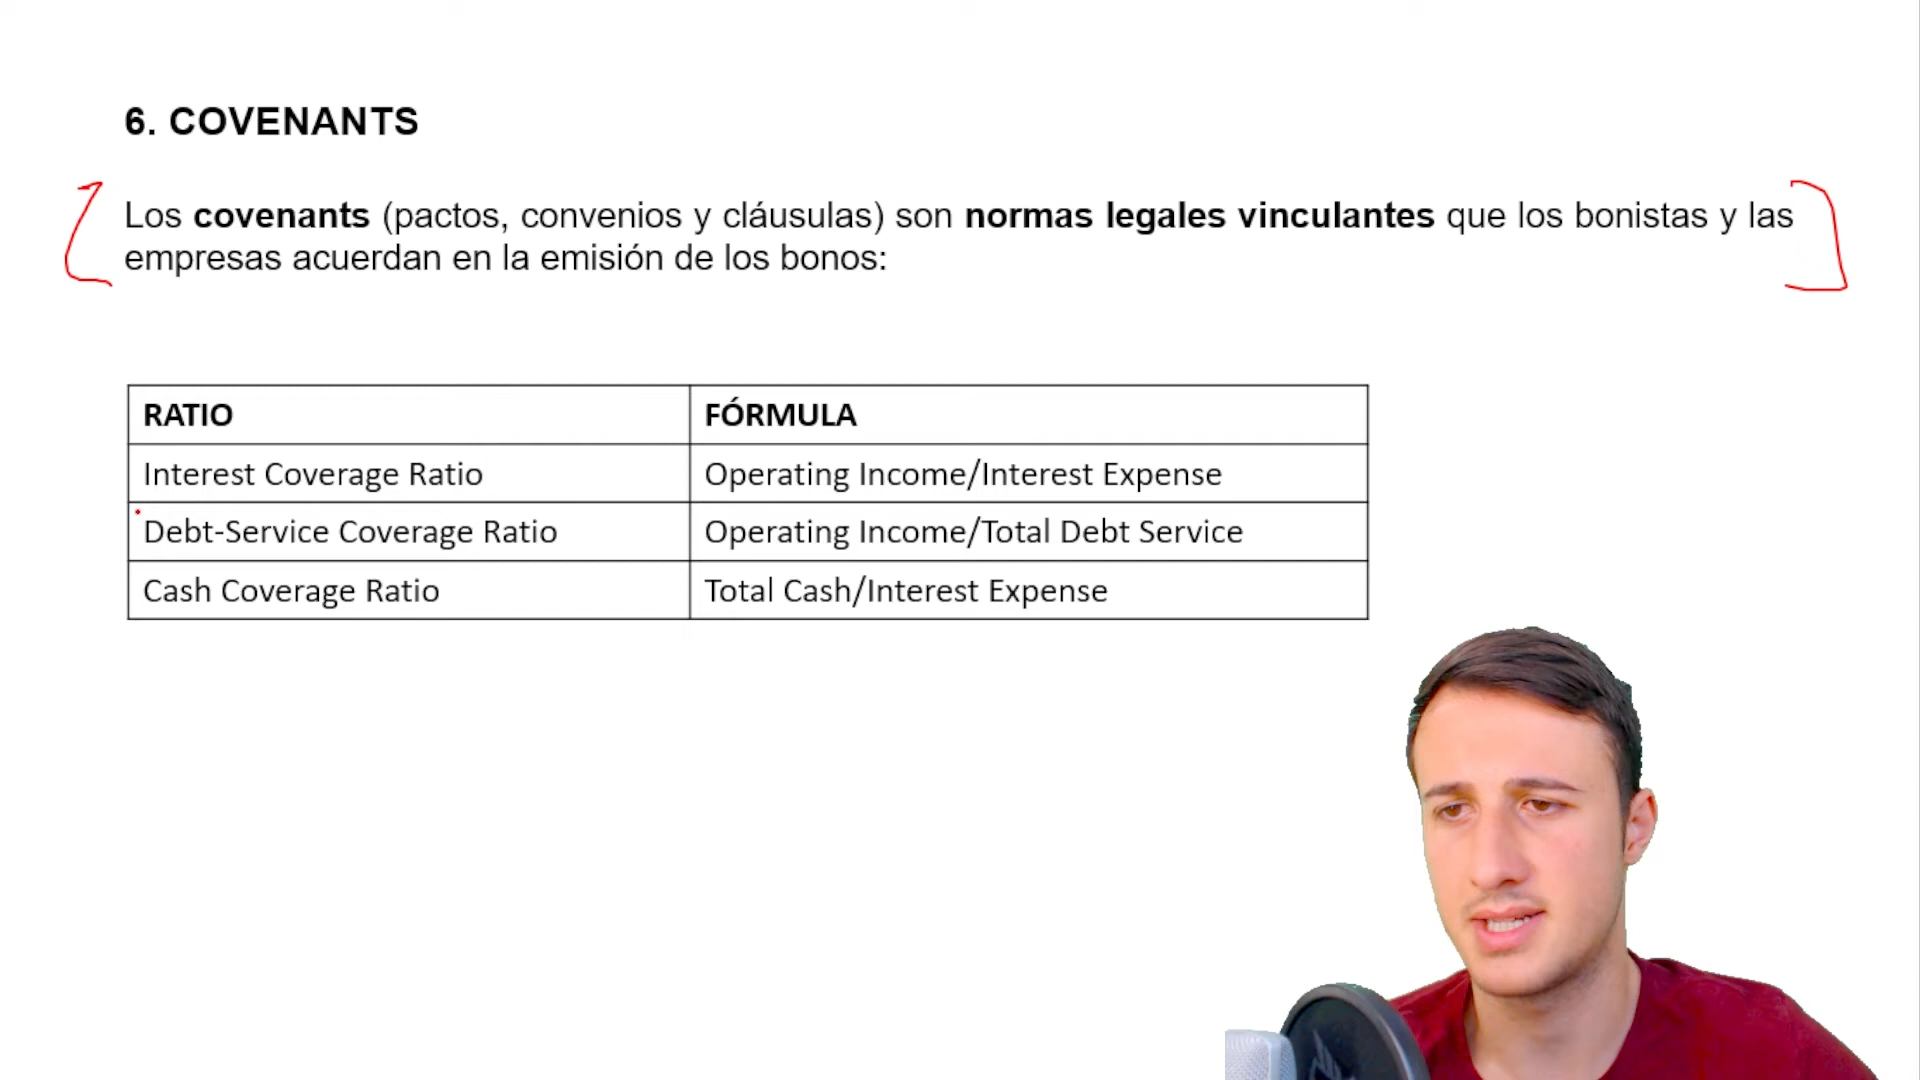 6. COVENANTS
Los covenants (pactos, convenios y cláusulas) son normas legales vinculantes que los bonistas y las
empresas acuerdan en la emisión de los bonos:
RATIO FÓRMULA
Interest Coverage Ratio Operating Income/Interest Expense
Debt-Service Coverage Ratio Operating Income/Total Debt Service
Cash Coverage Ratio Total Cash/Interest Expense